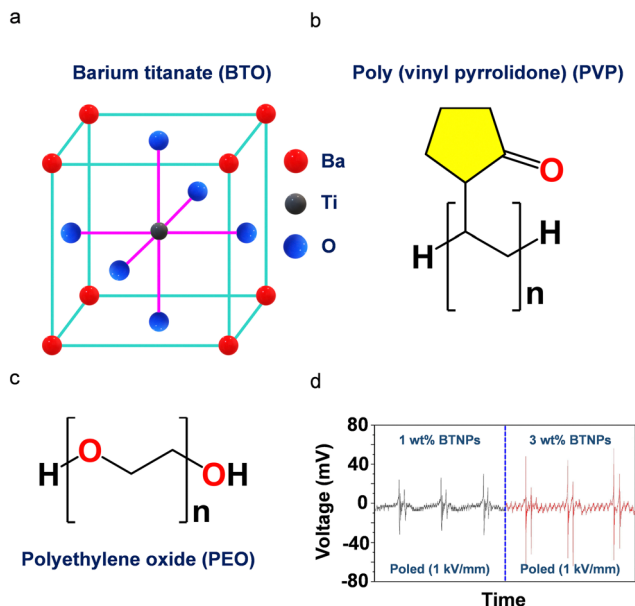 a
Barium titanate (BTO)
Ba
Ti
O
b
Poly (vinyl pyrrolidone) (PVP)
O
H
H
n
c
H
O
OH
n
Polyethylene oxide (PEO)
d
Voltage (mV)
80
40
0
-40
-80
1 wt% BTNPs
3 wt% BTNPs
Poled (1 kV/mm)
Poled (1 kV/mm)
Time